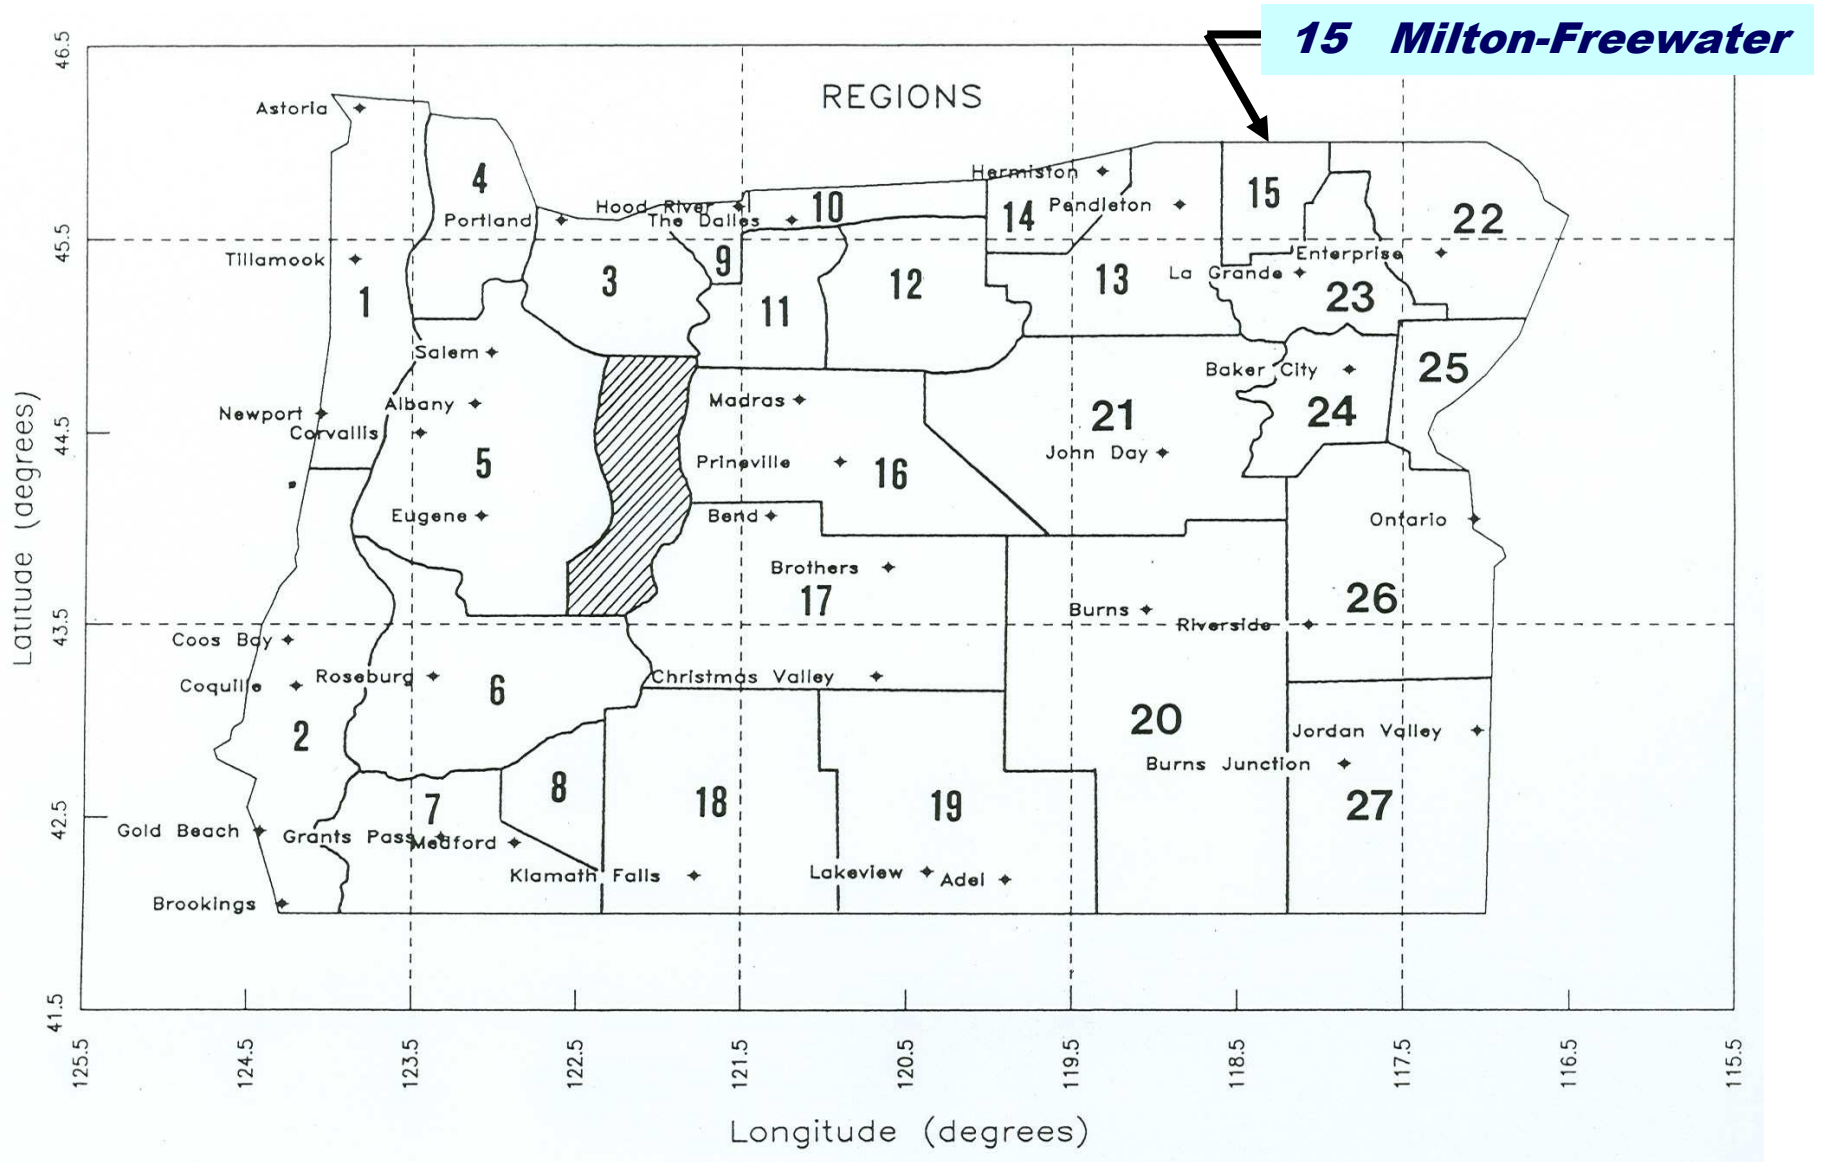 15 Milton-Freewater
REGIONS
46.5
Astoria
4
Hermiston
15
Hood River
10
14
Pendleton
22
Portland
The Dalles
45.5
Tillamook
9
Enterprise
1
3
12
13
La Grande
23
11
Salem
Baker City
25
Madras
Newport
Albany
21
24
44.5
Corvallis
5
Prineville
16
John Day
Eugene
Bend
Ontario
Brothers
17
26
Burns
43.5
Riverside
Coos Bay
Coquille
Roseburg
6
Christmas Valley
2
20
Jordan Valley
Burns Junction
8
7
18
19
27
42.5
Gold Beach
Grants Pass
Medford
Klamath Falls
Lakeview
Adel
Brookings
41.5
Latitude (degrees)
125.5
124.5
123.5
122.5
121.5
120.5
119.5
118.5
117.5
116.5
115.5
Longitude (degrees)